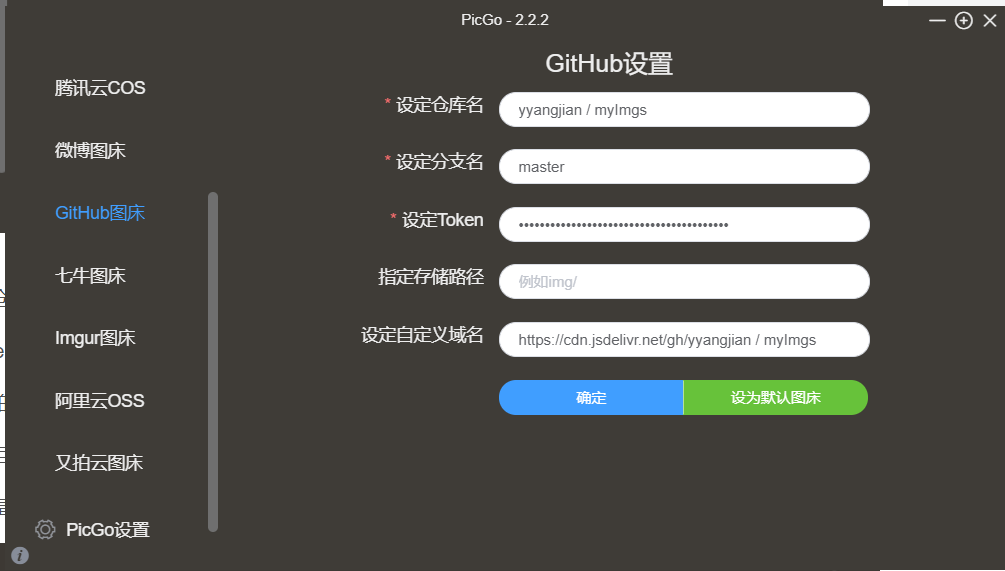 PicGo - 2.2.2
腾讯云COS
微博图床
GitHub图床
七牛图床
Imgur图床
阿里云OSS
又拍云图床
PicGo设置
GitHub设置
* 设定仓库名 yyangjian / myImgs
* 设定分支名 master
* 设定Token ••••••••••••••••••••••••••••••••••••••••
指定存储路径 例如img/
设定自定义域名 https://cdn.jsdelivr.net/gh/yyangjian / myImgs
确定 设为默认图床